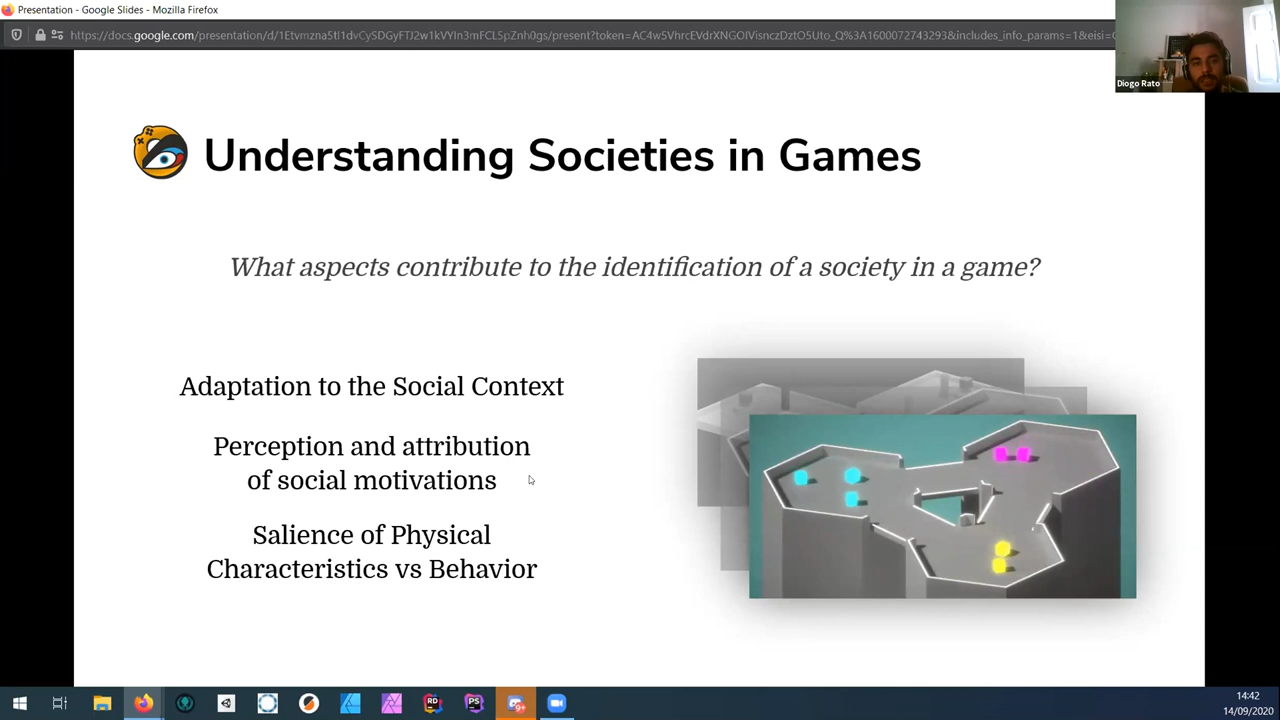 Presentation - Google Slides - Mozilla Firefox
Diogo Rato
Understanding Societies in Games
What aspects contribute to the identification of a society in a game?
Adaptation to the Social Context
Perception and attribution
of social motivations
Salience of Physical
Characteristics vs Behavior
RD
PS
14:42
14/09/2020